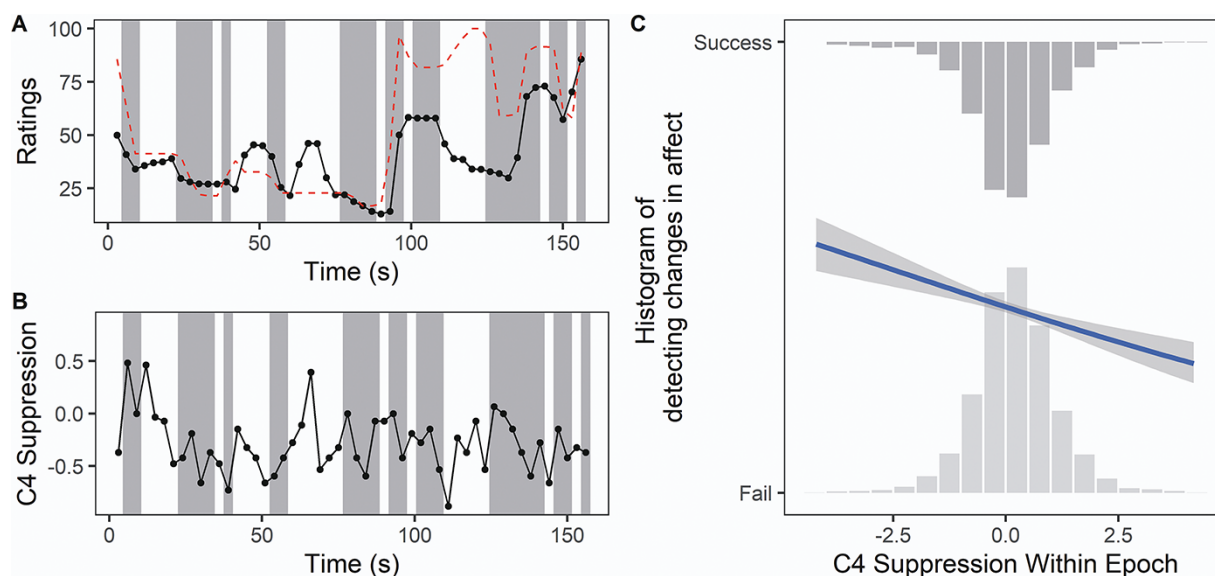 A
100
75
50
25
Ratings
0
50
100
150
Time (s)
B
0.5
0.0
-0.5
C4 Suppression
0
50
100
150
Time (s)
C
Success
Fail
Histogram of
detecting changes in affect
-2.5
0.0
2.5
C4 Suppression Within Epoch